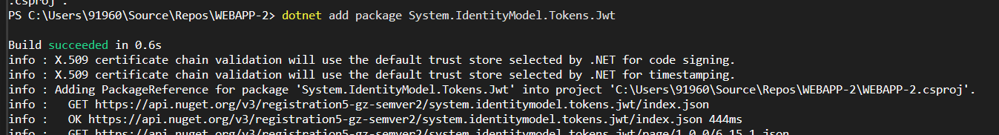 .csproj .
PS C:\Users\91960\Source\Repos\WEBAPP-2> dotnet add package System.IdentityModel.Tokens.Jwt
Build succeeded in 0.6s
info : X.509 certificate chain validation will use the default trust store selected by .NET for code signing.
info : X.509 certificate chain validation will use the default trust store selected by .NET for timestamping.
info : Adding PackageReference for package 'System.IdentityModel.Tokens.Jwt' into project 'C:\Users\91960\Source\Repos\WEBAPP-2\WEBAPP-2.csproj'.
info :   GET https://api.nuget.org/v3/registration5-gz-semver2/system.identitymodel.tokens.jwt/index.json
info :   OK https://api.nuget.org/v3/registration5-gz-semver2/system.identitymodel.tokens.jwt/index.json 444ms
info :   GET https://api.nuget.org/v3/registration5-gz-semver2/system.identitymodel.tokens.jwt/page/1.0.0/6.15.1.json